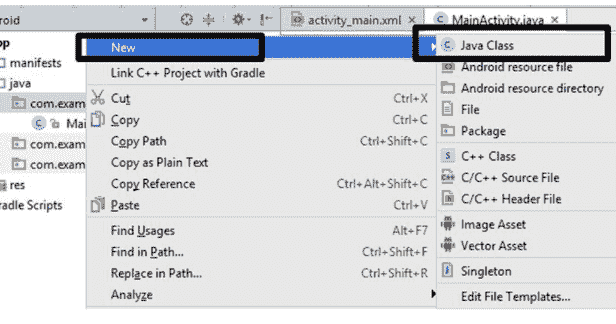 roid
activity_main.xml
MainActivity.java
op
manifests
java
com.exam
Mai
com.exam
com.exam
res
radle Scripts
New
Link C++ Project with Gradle
Cut Ctrl+X
Copy Ctrl+C
Copy Path Ctrl+Shift+C
Copy as Plain Text
Copy Reference Ctrl+Alt+Shift+C
Paste Ctrl+V
Find Usages Alt+F7
Find in Path... Ctrl+Shift+F
Replace in Path... Ctrl+Shift+R
Analyze
Java Class
Android resource file
Android resource directory
File
Package
C++ Class
C/C++ Source File
C/C++ Header File
Image Asset
Vector Asset
Singleton
Edit File Templates...